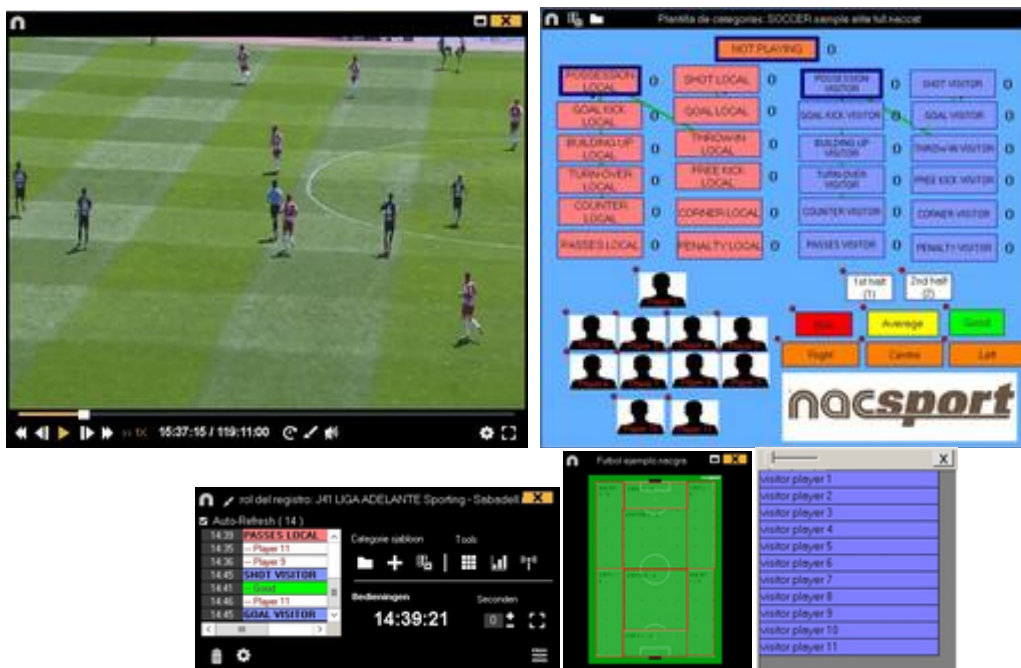 Plantilla de categories: SOCCER sample elite full.naccat
NOT PLAYING 0
POSSESSION LOCAL 0
SHOT LOCAL 0
POSSESSION VISITOR 0
SHOT VISITOR 0
GOAL KICK LOCAL 0
GOAL LOCAL 0
GOAL KICK VISITOR 0
GOAL VISITOR 0
BUILDING UP LOCAL 0
THROW-IN LOCAL 0
BUILDING UP VISITOR 0
THROW-IN VISITOR 0
TURN-OVER LOCAL 0
FREE KICK LOCAL 0
TURN-OVER VISITOR 0
FREE KICK VISITOR 0
COUNTER LOCAL 0
CORNER LOCAL 0
COUNTER VISITOR 0
CORNER VISITOR 0
PASSES LOCAL 0
PENALTY LOCAL 0
PASSES VISITOR 0
PENALTY VISITOR 0
1st half (1)
2nd half (2)
Average
Good
Right
Centre
Left
nacsport
1X 15:37:15 / 119:11:00
rol del registro: J41 LIGA ADELANTE Sporting - Sabadell
Auto-Refresh ( 14 )
14:39 PASSES LOCAL
14:35 -- Player 11
14:36 -- Player 9
14:45 SHOT VISITOR
14:41 -- Good
14:46 -- Player 11
14:45 GOAL VISITOR
Categorie sjabloon
Tools
Bedieningen
Seconden
14:39:21
0
Futbol ejemplo.nacgra
X
visitor player 1
visitor player 2
visitor player 3
visitor player 4
visitor player 5
visitor player 6
visitor player 7
visitor player 8
visitor player 9
visitor player 10
visitor player 11